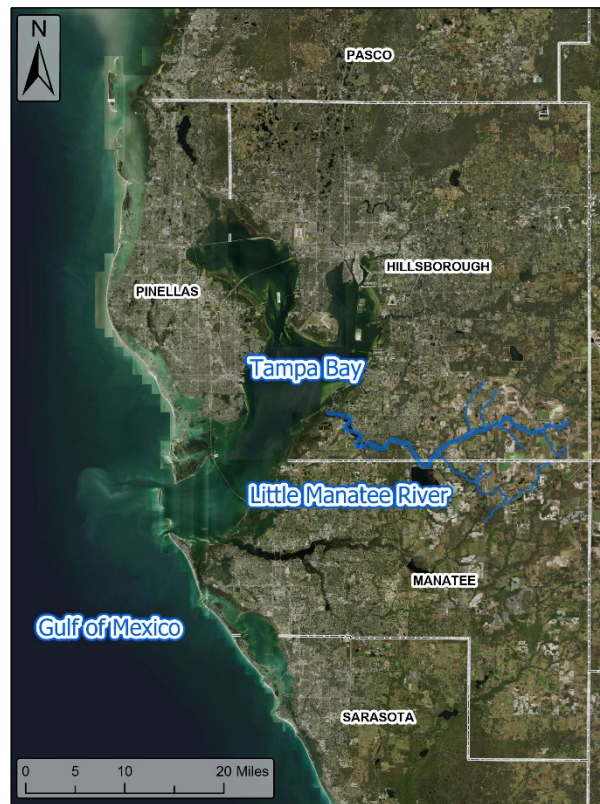 N
PASCO
HILLSBOROUGH
PINELLAS
Tampa Bay
Little Manatee River
MANATEE
Gulf of Mexico
SARASOTA
0 5 10 20 Miles